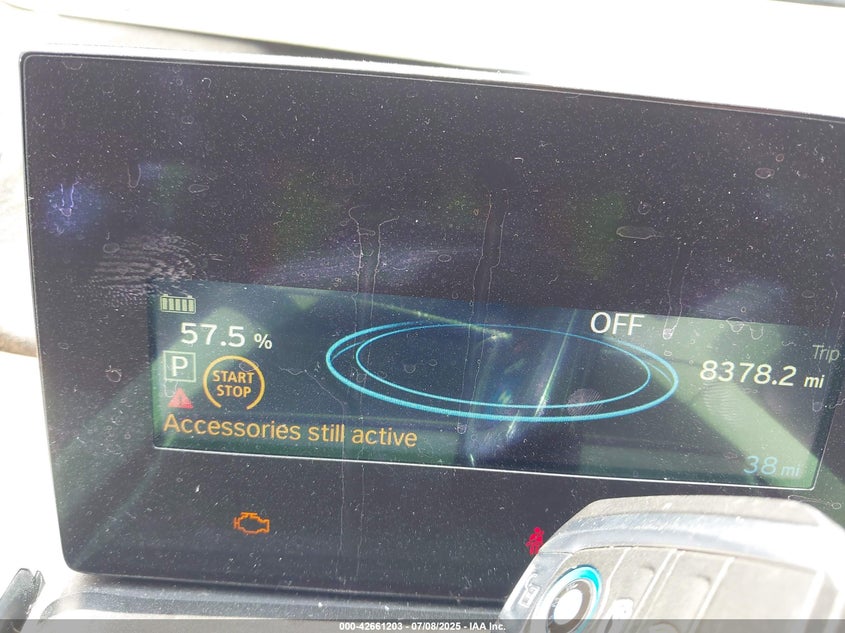 OFF
57.5 %
Trip
8378.2 mi
P
START
STOP
Accessories still active
38 mi
000-42661203 - 07/08/2025 - IAA Inc.